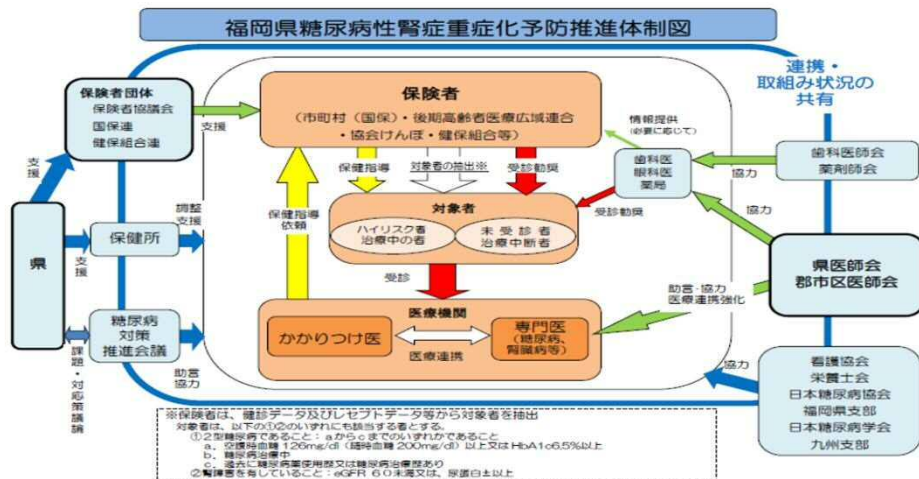 福岡県糖尿病性腎症重症化予防推進体制図
連携・
取組み状況の
共有
保険者団体
保険者協議会
国保連
健保組合連
支援
保険者
(市町村(国保)・後期高齢者医療広域連合
・協会けんぽ・健保組合等)
情報提供
(必要に応じて)
歯科医
眼科医
薬局
協力
歯科医師会
薬剤師会
支援
保健指導
対象者の抽出※
受診勧奨
受診勧奨
協力
県
支援
保健所
調整
支援
保健指導
依頼
対象者
ハイリスク者
治療中の者
未受診者
治療中断者
県医師会
郡市区医師会
受診
助言・協力
医療連携強化
課題・対応策議論
糖尿病
対策
推進会議
助言
協力
医療機関
かかりつけ医
医療連携
専門医
(糖尿病、
腎臓病等)
協力
看護協会
栄養士会
日本糖尿病協会
福岡県支部
日本糖尿病学会
九州支部
※保険者は、健診データ及びレセプトデータ等から対象者を抽出
対象者は、以下の①②のいずれにも該当する者とする。
①2型糖尿病であること:aからcまでのいずれかであること
a、空腹時血糖126mg/dl(随時血糖200mg/dl)以上又はHbA1c6.5%以上
b、糖尿病治療中
c、過去に糖尿病薬使用歴又は糖尿病治療歴あり
②腎障害を有していること:eGFR 60未満又は、尿蛋白±以上